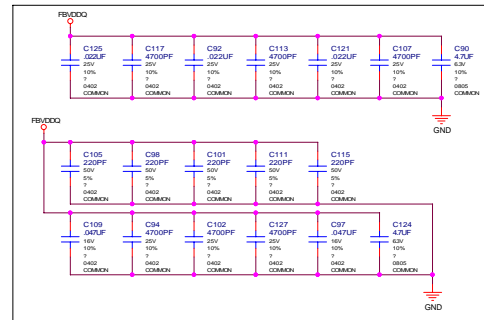 FBVDDQ
C125 C117 C92 C113 C121 C107 C90
.022UF 4700PF .022UF 4700PF .022UF 4700PF 4.7UF
25V 25V 25V 25V 25V 25V 6.3V
10% 10% 10% 10% 10% 10% 10%
? ? ? ? ? ? ?
0402 0402 0402 0402 0402 0402 0805
COMMON COMMON COMMON COMMON COMMON COMMON COMMON
GND
FBVDDQ
C105 C98 C101 C111 C115
220PF 220PF 220PF 220PF 220PF
50V 50V 50V 50V 50V
5% 5% 5% 5% 5%
? ? ? ? ?
0402 0402 0402 0402 0402
COMMON COMMON COMMON COMMON COMMON
C109 C94 C102 C127 C97 C124
.047UF 4700PF 4700PF 4700PF .047UF 4.7UF
16V 25V 25V 25V 16V 6.3V
10% 10% 10% 10% 10% 10%
? ? ? ? ? ?
0402 0402 0402 0402 0402 0805
COMMON COMMON COMMON COMMON COMMON COMMON
GND